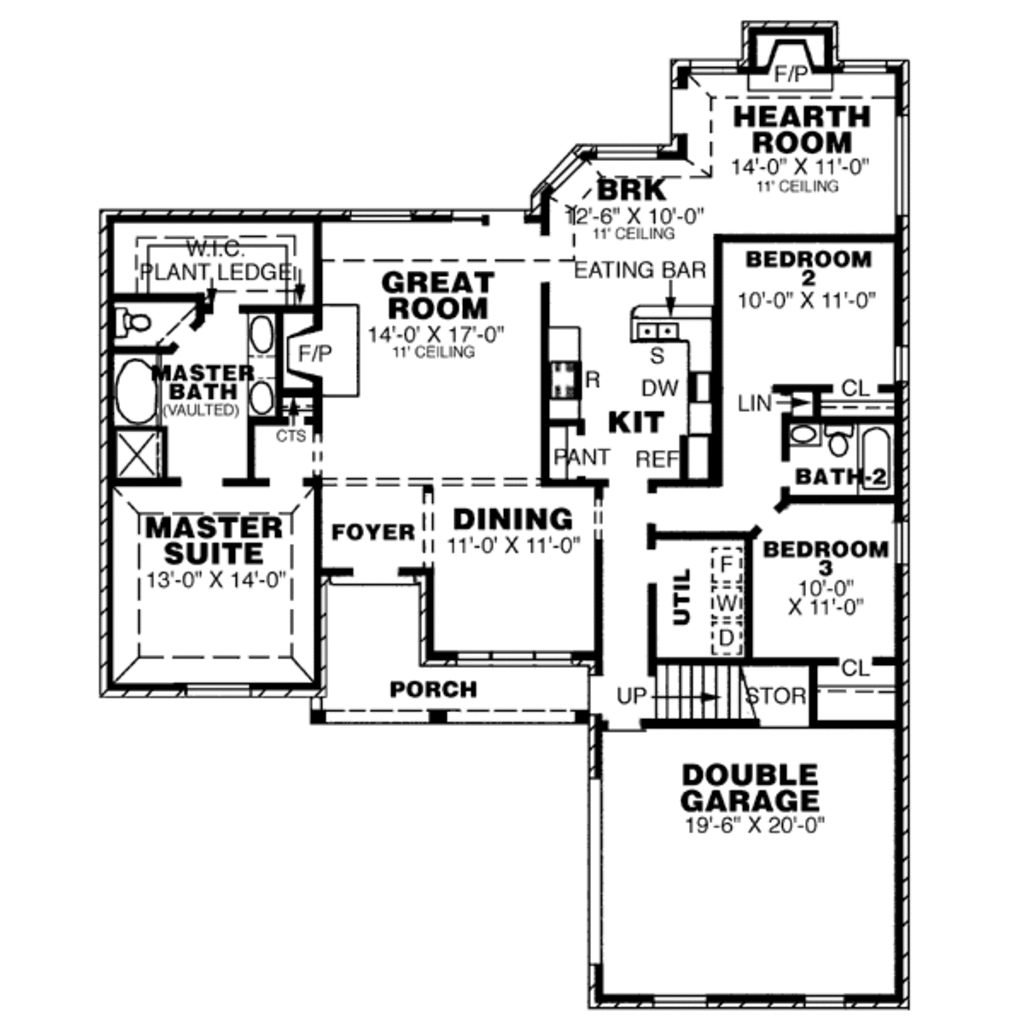 F/P
HEARTH
ROOM
14'-0" X 11'-0"
11' CEILING
BRK
12'-6" X 10'-0"
11' CEILING
W.I.C.
PLANT LEDGE
GREAT
ROOM
14'-0' X 17'-0"
11' CEILING
EATING BAR
BEDROOM
2
10'-0" X 11'-0"
F/P
MASTER
BATH
(VAULTED)
CTS
R
S
DW
KIT
PANT
REF
LIN
CL
BATH-2
MASTER
SUITE
13'-0" X 14'-0"
FOYER
DINING
11'-0' X 11'-0"
UTIL
F
W
D
BEDROOM
3
10'-0"
X 11'-0"
CL
PORCH
UP
STOR
DOUBLE
GARAGE
19'-6" X 20'-0"